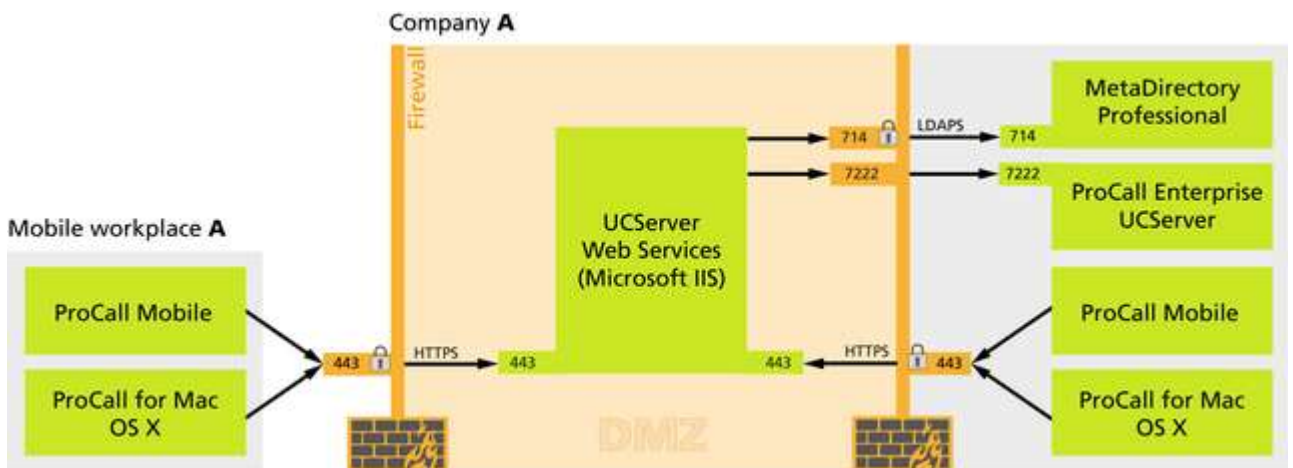 Company A
Firewall
MetaDirectory
Professional
714
LDAPS
714
7222
7222
ProCall Enterprise
UCServer
UCServer
Web Services
(Microsoft IIS)
Mobile workplace A
ProCall Mobile
ProCall Mobile
443
HTTPS
443
443
HTTPS
443
ProCall for Mac
OS X
ProCall for Mac
OS X
DMZ